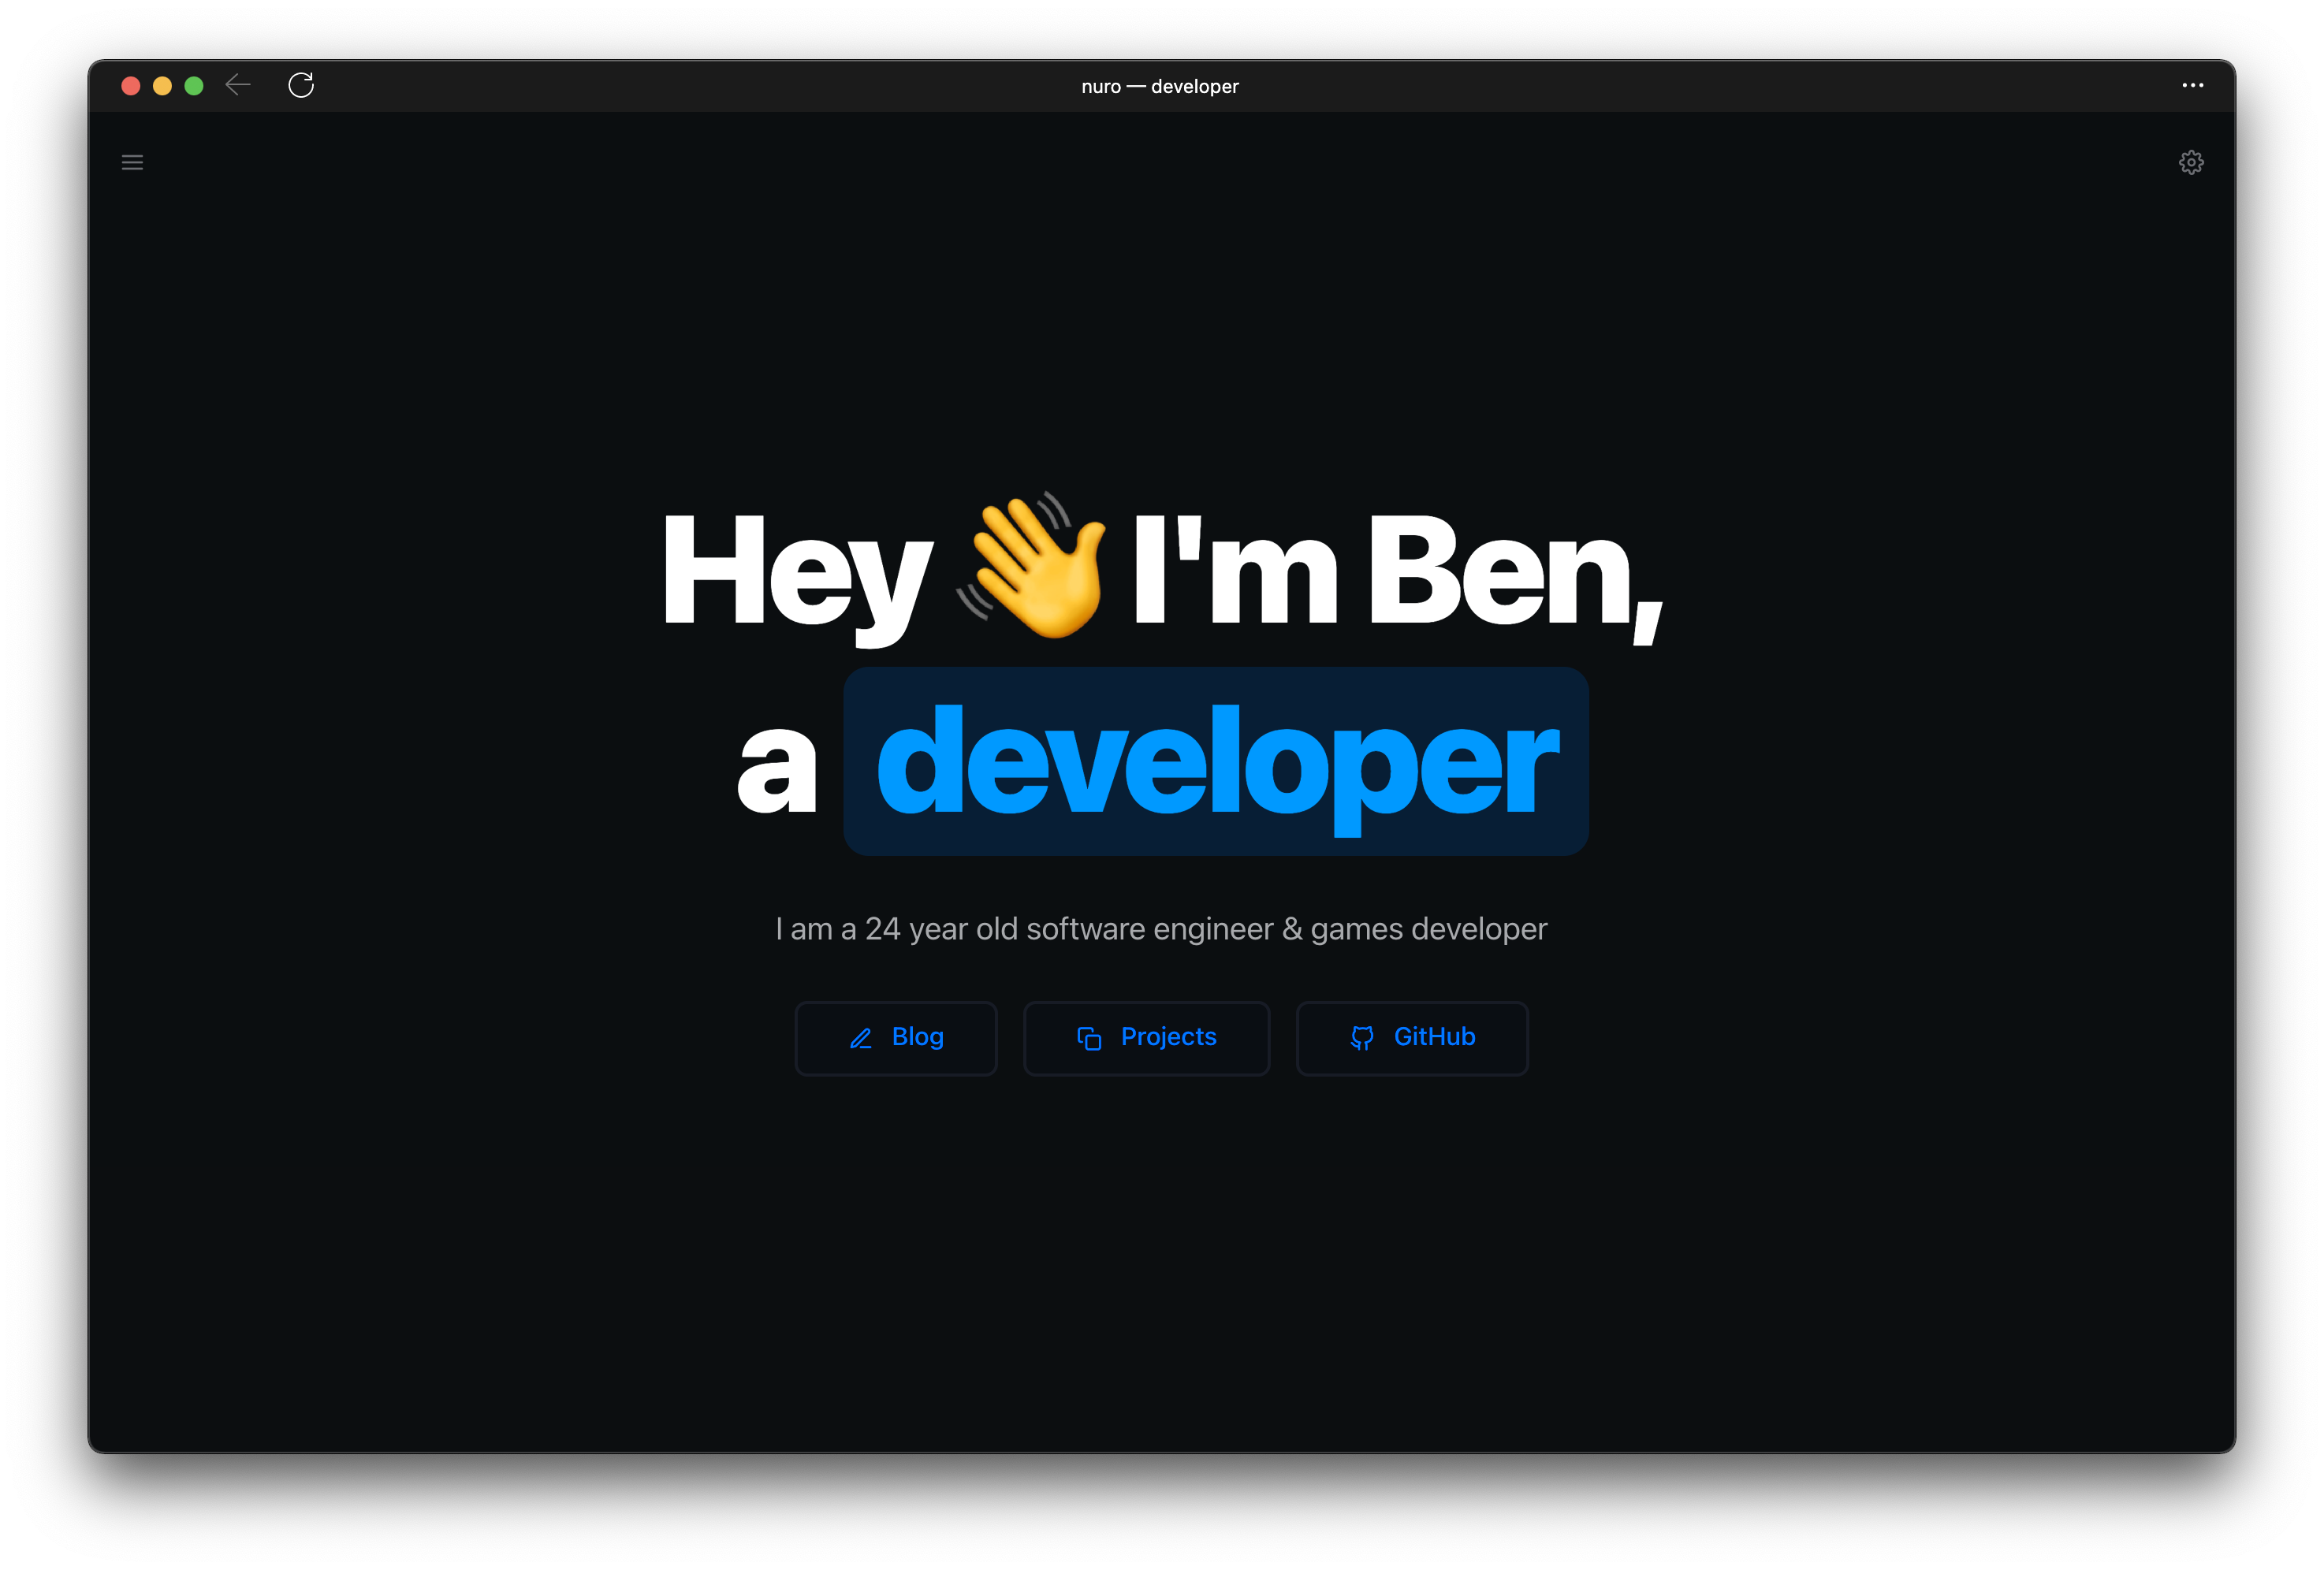 nuro — developer
Hey 👋 I'm Ben,
a developer
I am a 24 year old software engineer & games developer
Blog
Projects
GitHub